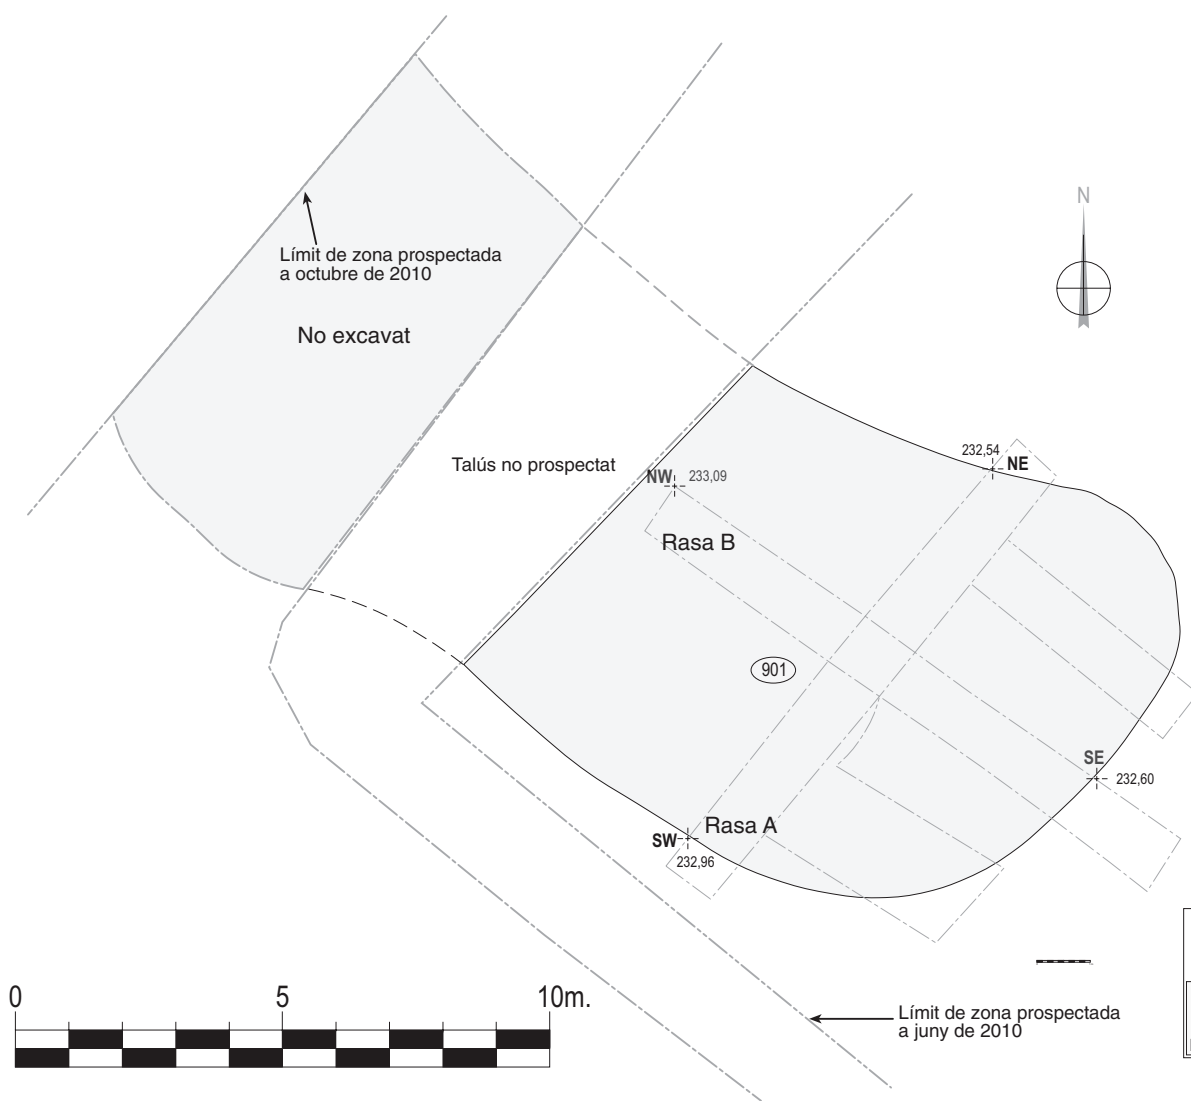 N
Límit de zona prospectada
a octubre de 2010
No excavat
Talús no prospectat
232,54
NE
NW
233,09
Rasa B
901
SE
232,60
Rasa A
SW
232,96
0
5
10m.
Límit de zona prospectada
a juny de 2010